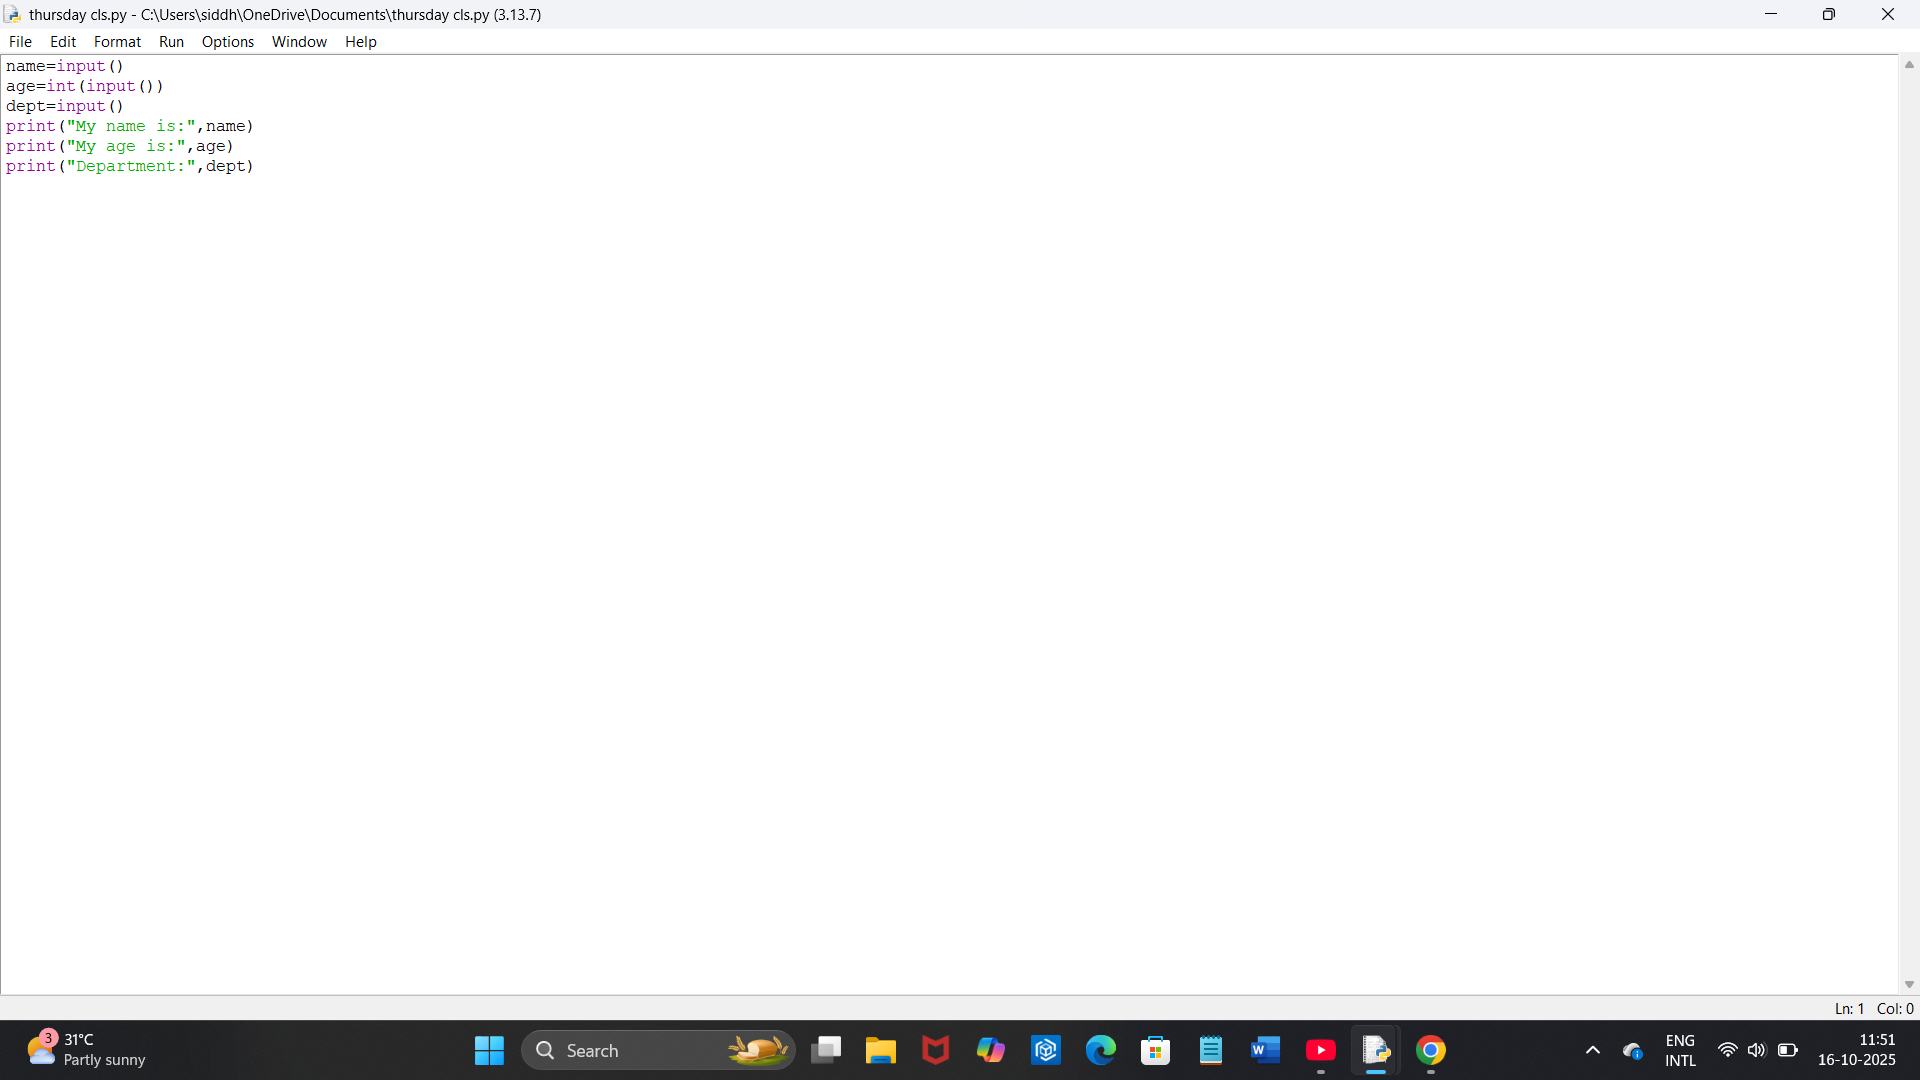 thursday cls.py - C:\Users\siddh\OneDrive\Documents\thursday cls.py (3.13.7)
File Edit Format Run Options Window Help
name=input()
age=int(input())
dept=input()
print("My name is:",name)
print("My age is:",age)
print("Department:",dept)
Ln: 1 Col: 0
3
31°C
Partly sunny
Search
W
ENG
INTL
11:51
16-10-2025